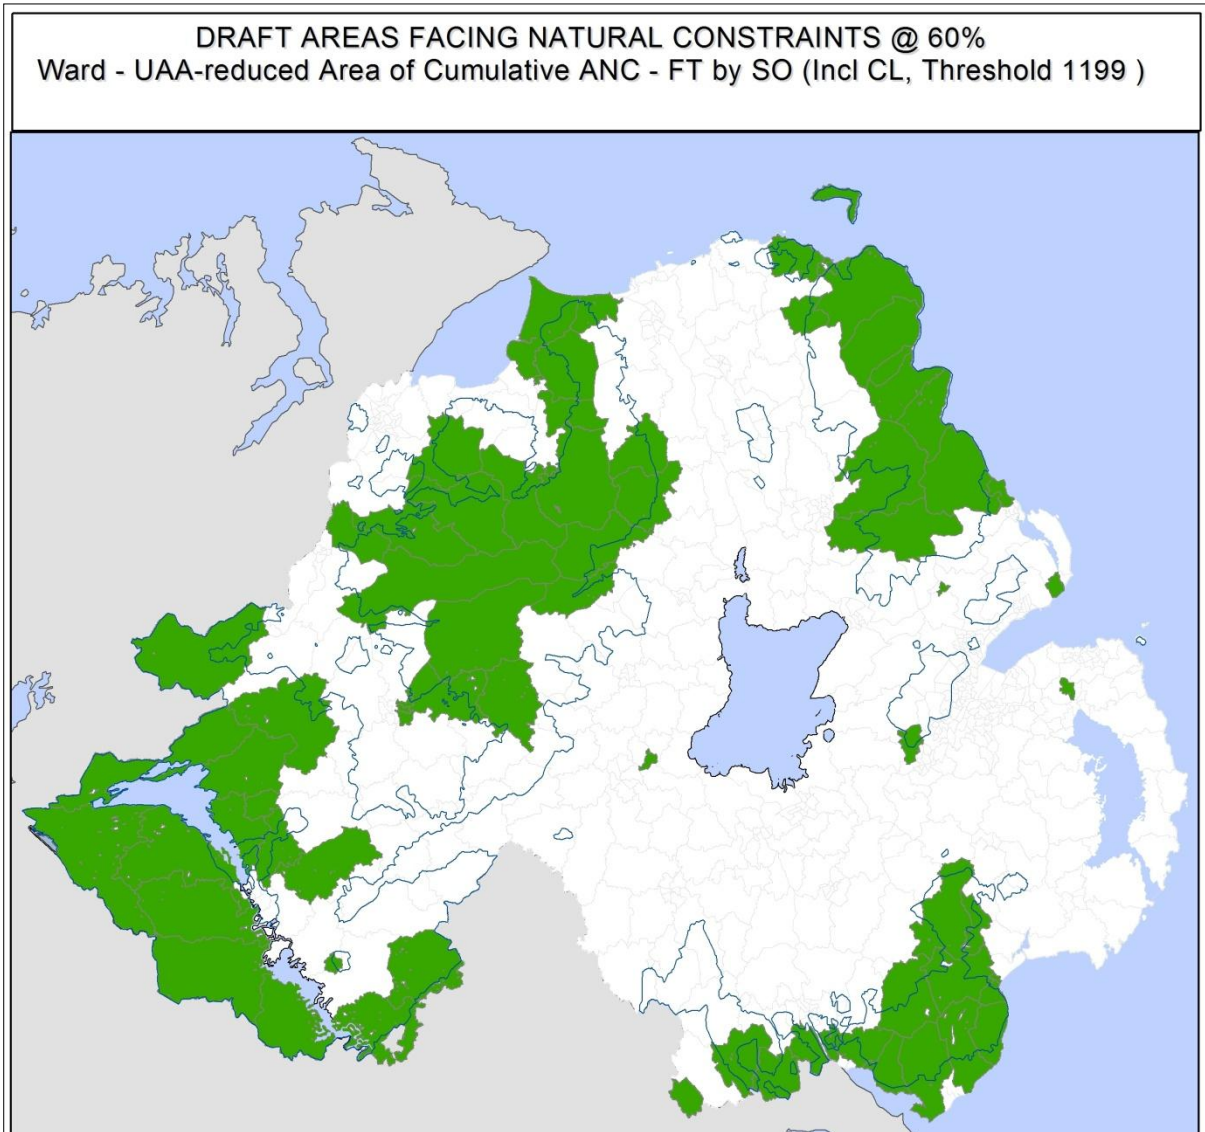 DRAFT AREAS FACING NATURAL CONSTRAINTS @ 60%
Ward - UAA-reduced Area of Cumulative ANC - FT by SO (Incl CL, Threshold 1199 )